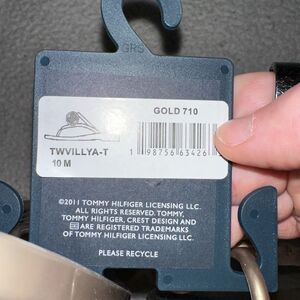 GRS
GOLD 710
TWVILLYA-T
10 M
1 98756 63426
©2011 TOMMY HILFIGER LICENSING LLC.
ALL RIGHTS RESERVED. TOMMY,
TOMMY HILFIGER, CREST DESIGN AND
ARE REGISTERED TRADEMARKS
OF TOMMY HILFIGER LICENSING LLC.
PLEASE RECYCLE